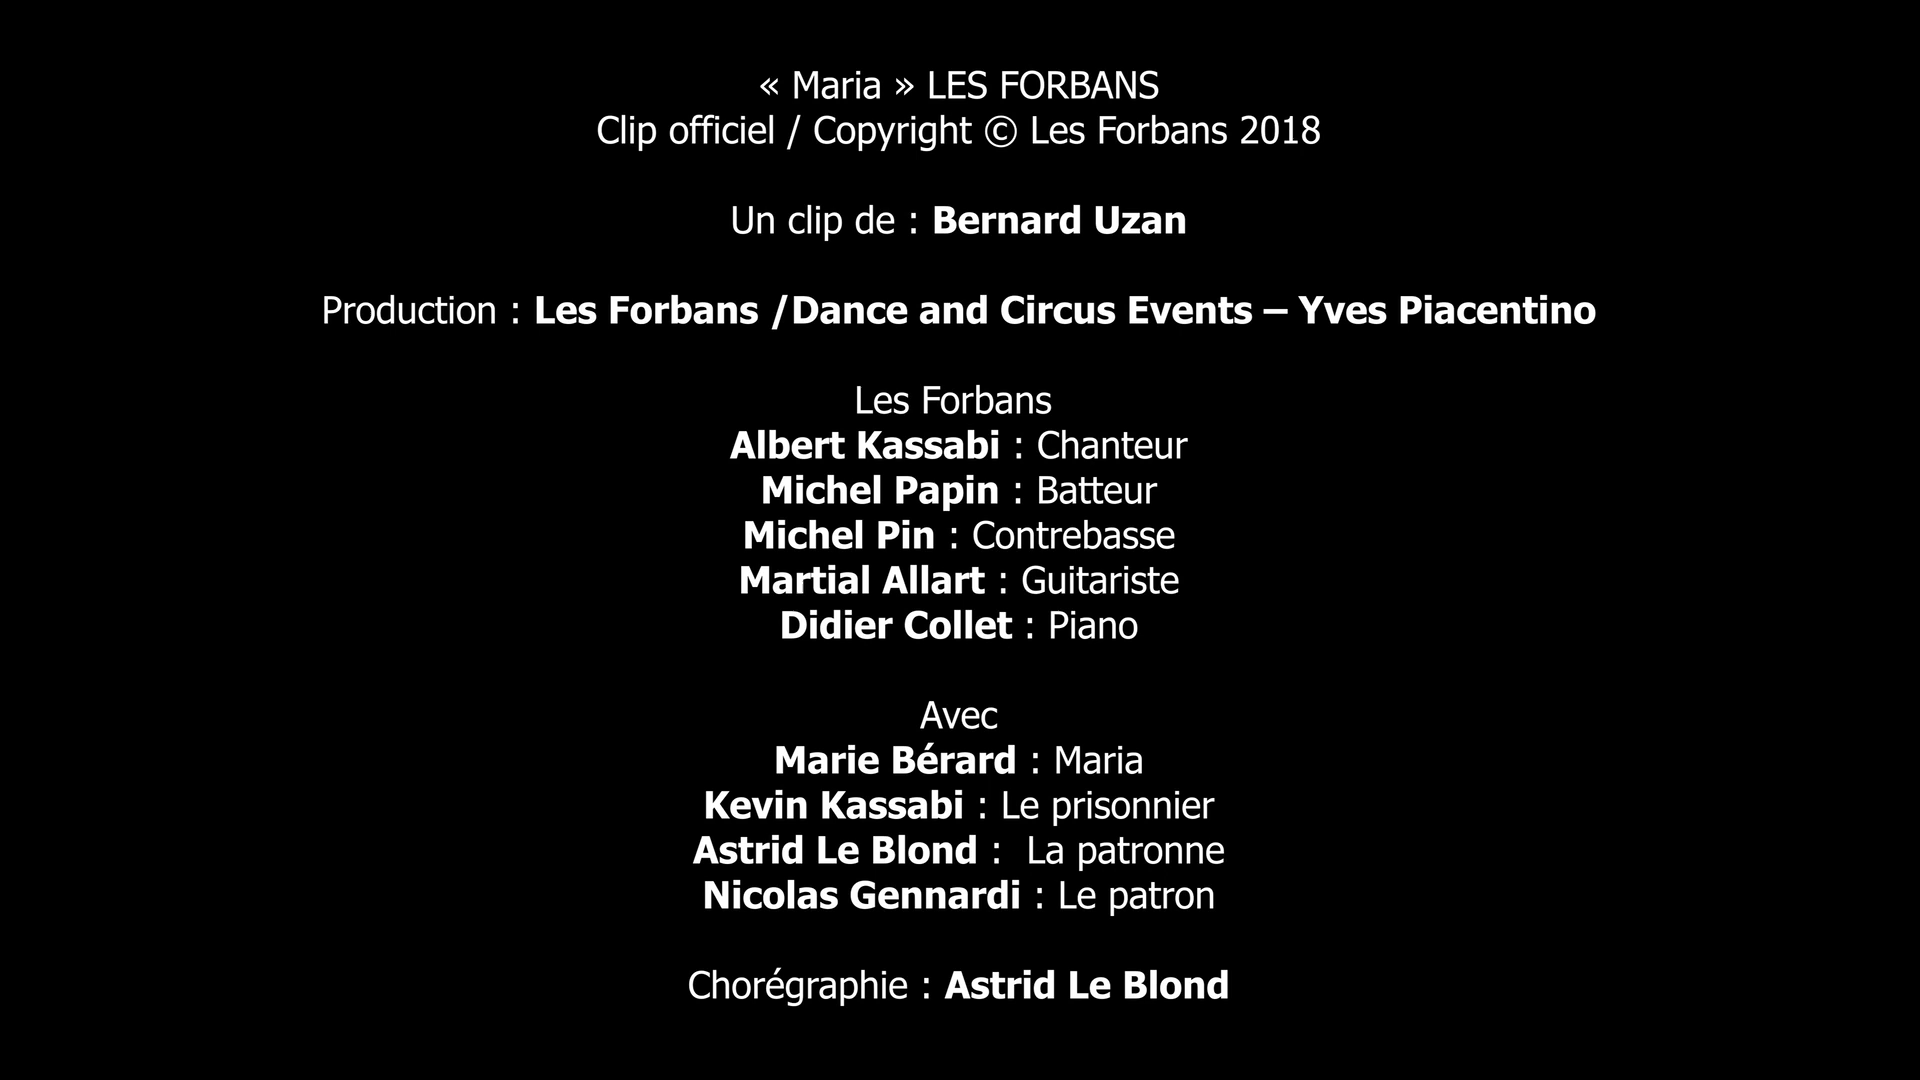 « Maria » LES FORBANS
Clip officiel / Copyright © Les Forbans 2018
Un clip de : Bernard Uzan
Production : Les Forbans /Dance and Circus Events – Yves Piacentino
Les Forbans
Albert Kassabi : Chanteur
Michel Papin : Batteur
Michel Pin : Contrebasse
Martial Allart : Guitariste
Didier Collet : Piano
Avec
Marie Bérard : Maria
Kevin Kassabi : Le prisonnier
Astrid Le Blond :  La patronne
Nicolas Gennardi : Le patron
Chorégraphie : Astrid Le Blond